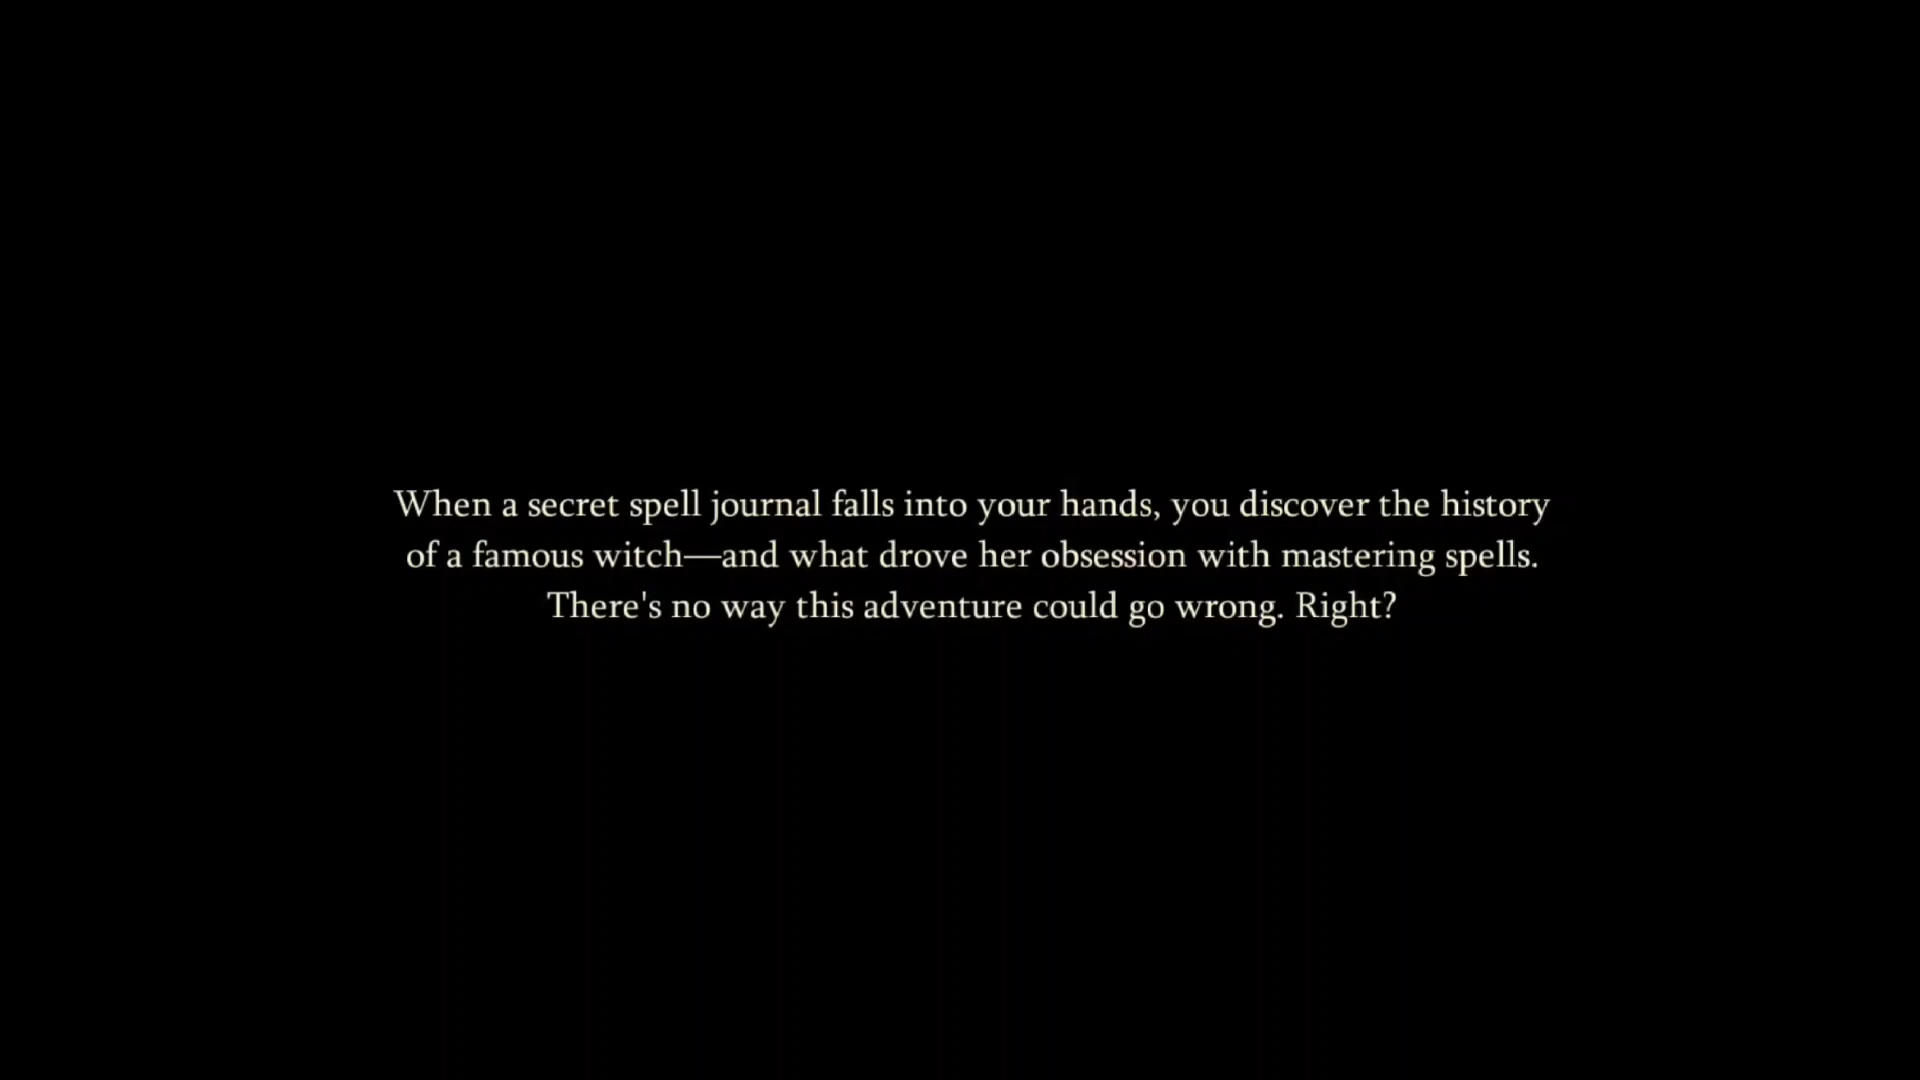 When a secret spell journal falls into your hands, you discover the history
of a famous witch—and what drove her obsession with mastering spells.
There's no way this adventure could go wrong. Right?